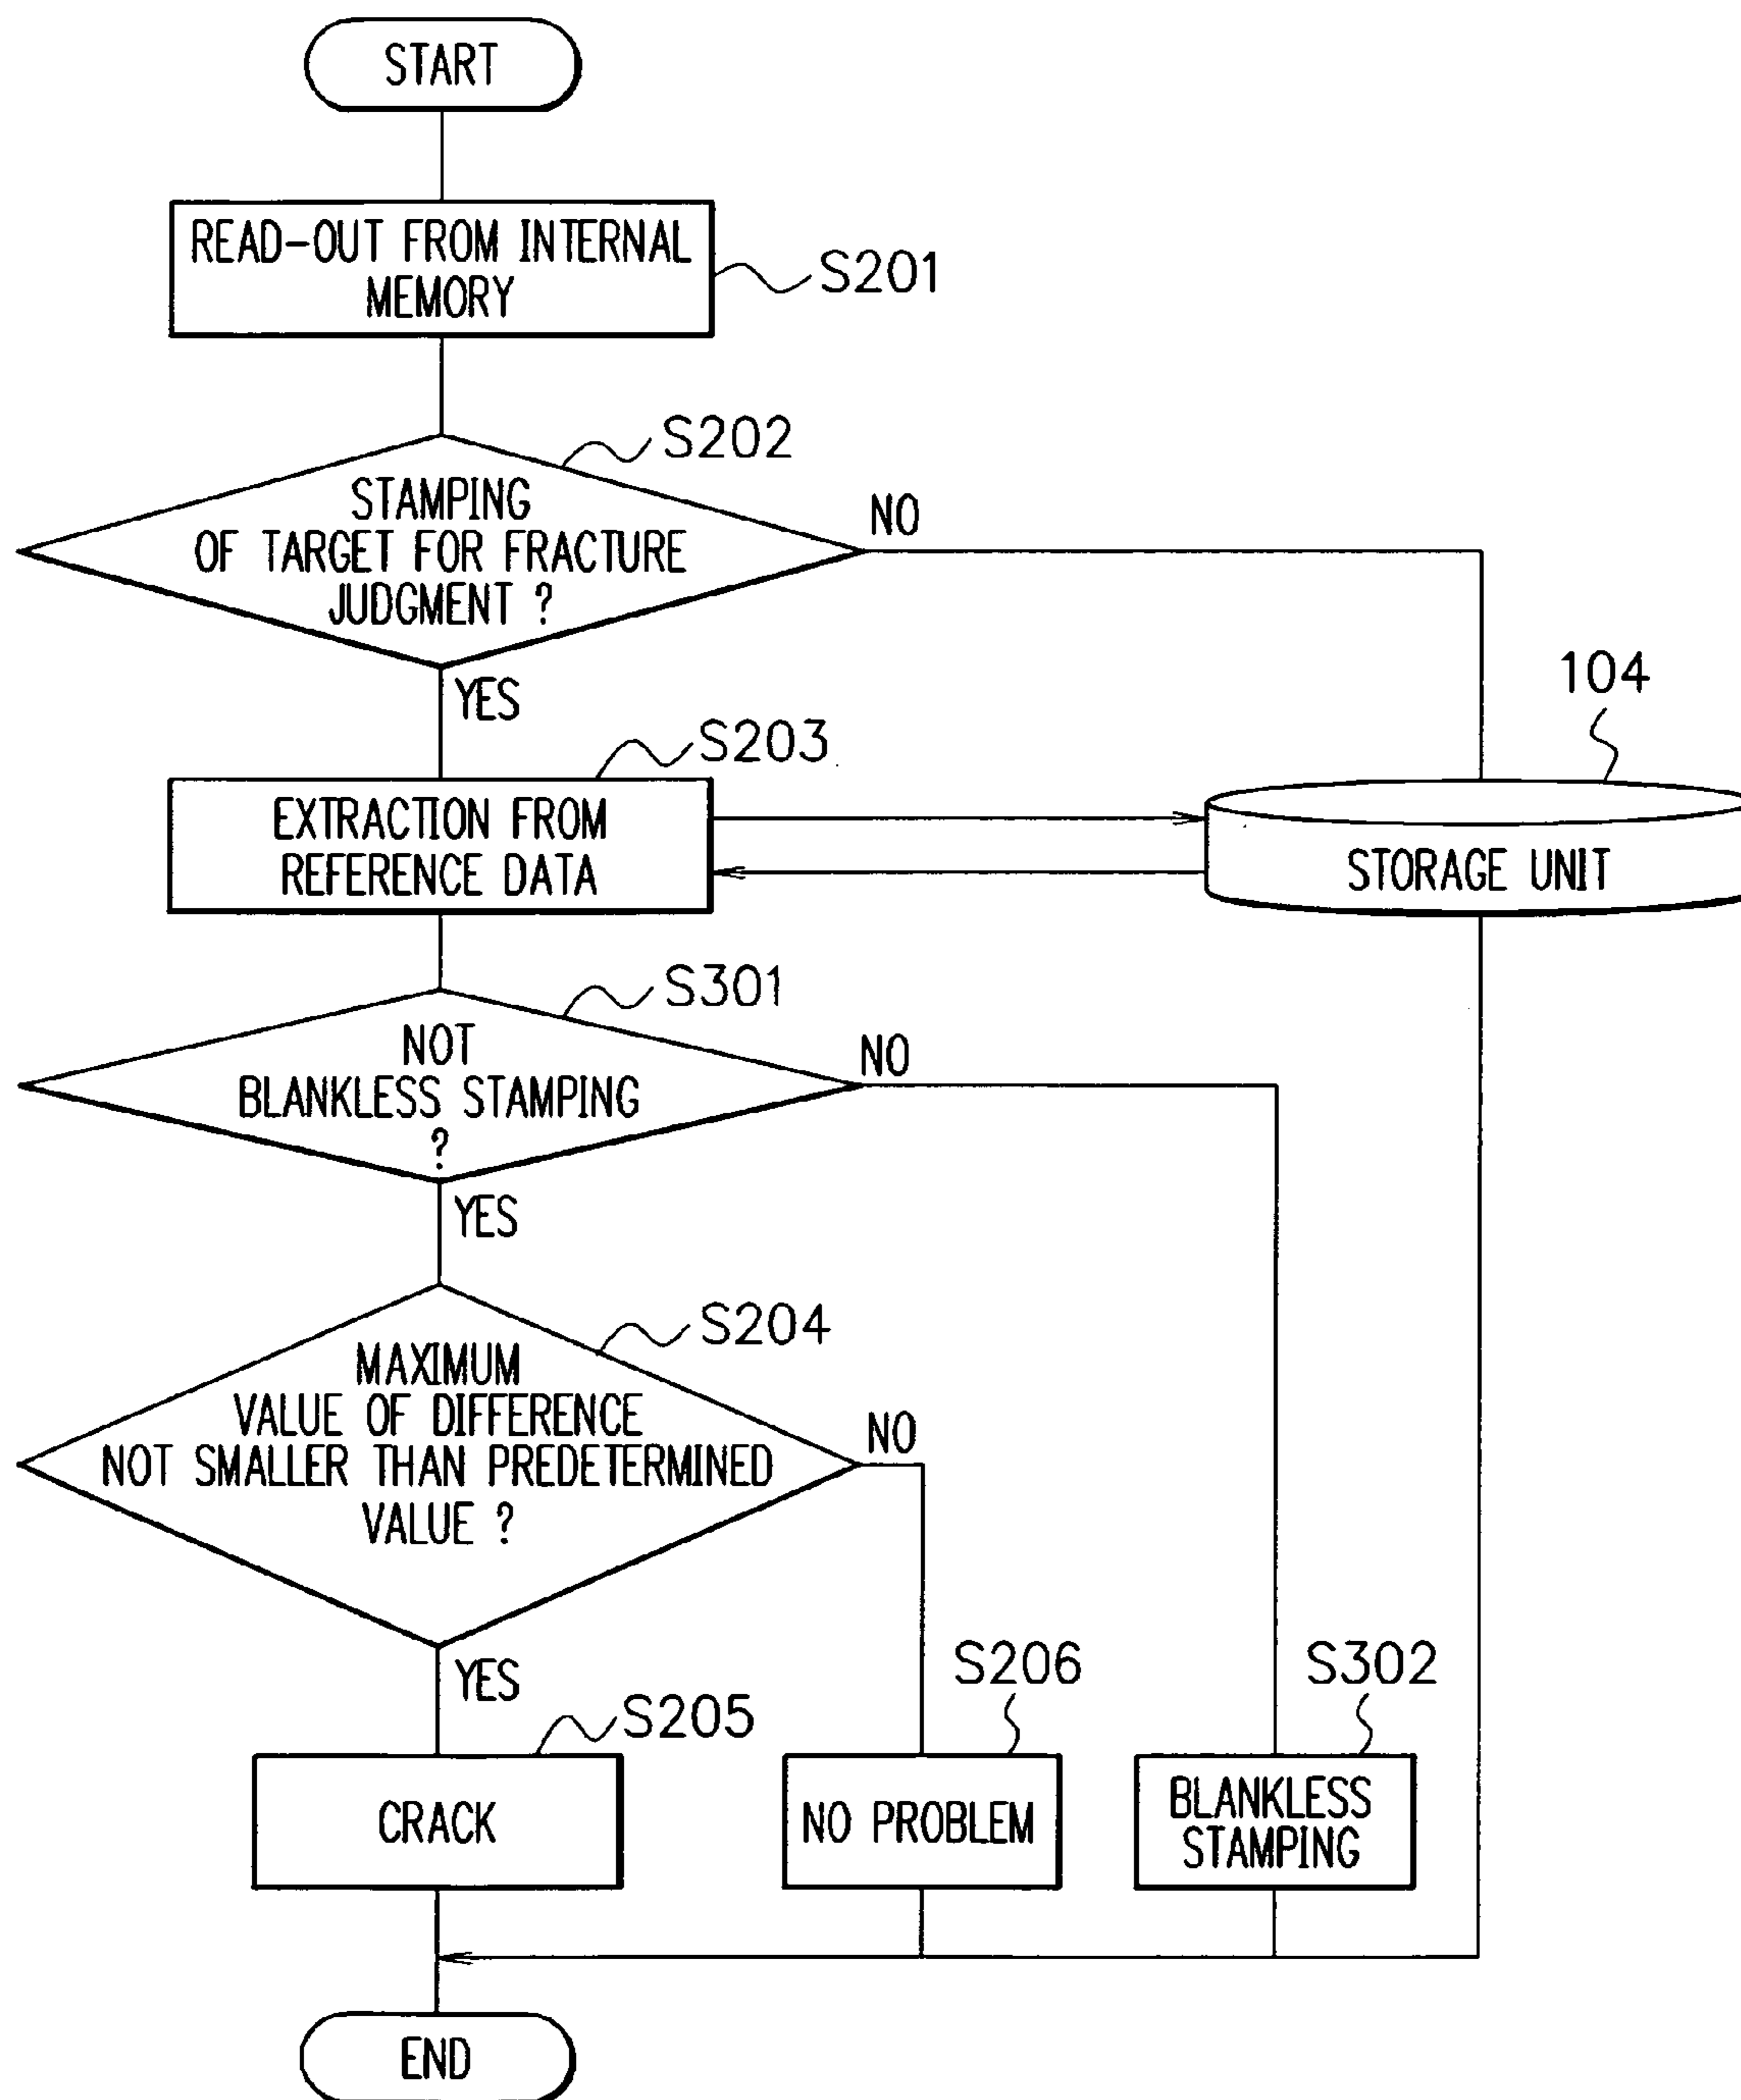 START
READ-OUT FROM INTERNAL
MEMORY
S201
S202
STAMPING
OF TARGET FOR FRACTURE
JUDGMENT ?
NO
YES
S203
104
EXTRACTION FROM
REFERENCE DATA
STORAGE UNIT
S301
NOT
BLANKLESS STAMPING
?
NO
YES
S204
MAXIMUM
VALUE OF DIFFERENCE
NOT SMALLER THAN PREDETERMINED
VALUE ?
NO
YES
S205
S206
S302
CRACK
NO PROBLEM
BLANKLESS
STAMPING
END